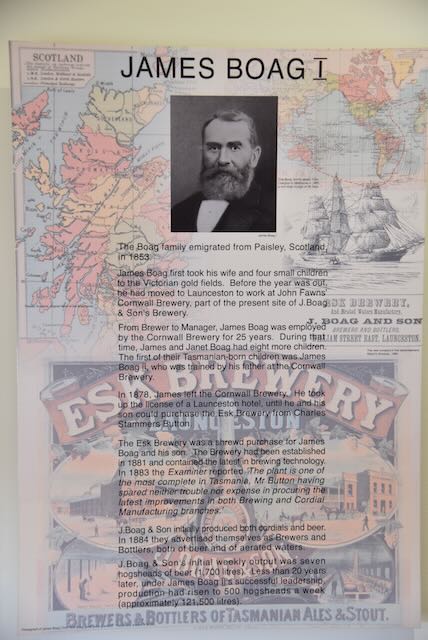 SCOTLAND
JAMES BOAG I
The Boag family emigrated from Paisley, Scotland,
in 1853.
James Boag first took his wife and four small children
to the Victorian gold fields. Before the year was out,
he had moved to Launceston to work at John Fawns'
Cornwall Brewery, part of the present site of J.Boag
& Son's Brewery.
From Brewer to Manager, James Boag was employed
by the Cornwall Brewery for 25 years. During that
time, James and Janet Boag had eight more children.
The first of their Tasmanian-born children was James
Boag II, who was trained by his father at the Cornwall
Brewery.
In 1878, James left the Cornwall Brewery. He took
up the license of a Launceston hotel, until he and his
son could purchase the Esk Brewery from Charles
Stammers Button.
The Esk Brewery was a shrewd purchase for James
Boag and his son. The Brewery had been established
in 1881 and contained the latest in brewing technology.
In 1883 the Examiner reported 'The plant is one of
the most complete in Tasmania, Mr Button having
spared neither trouble nor expense in procuring the
latest improvements in both Brewing and Cordial
Manufacturing branches.'
J.Boag & Son initially produced both cordials and beer.
In 1884 they advertised themselves as Brewers and
Bottlers, both of beer and of aerated waters.
J.Boag & Son's initial weekly output was seven
hogsheads of beer (1,700 litres). Less than 20 years
later, under James Boag II's successful leadership,
production had risen to 500 hogsheads a week
(approximately 121,500 litres).
ESK BREWERY,
And Aerated Waters Manufactory.
J. BOAG AND SON
BREWERS AND BOTTLERS,
WILLIAM STREET EAST, LAUNCESTON.
ESK BREWERY
LAUNCESTON
BREWERS & BOTTLERS OF TASMANIAN ALES & STOUT.